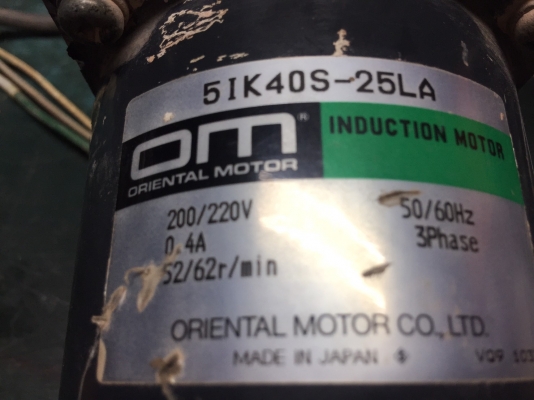 5IK40S-25LA
OM® INDUCTION MOTOR
ORIENTAL MOTOR
200/220V 50/60Hz
0.4A 3Phase
52/62r/min
ORIENTAL MOTOR CO., LTD.
MADE IN JAPAN Ⓢ VQ9